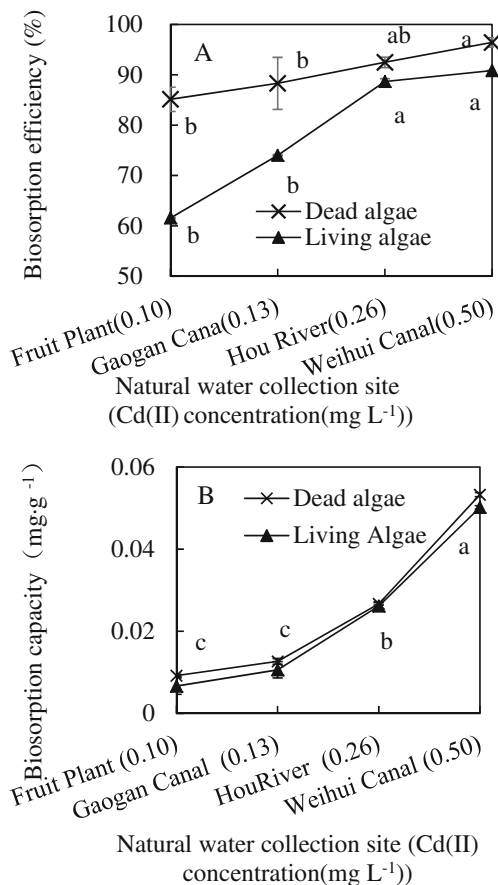 Biosorption efficiency (%)
100
90
80
70
60
50
A
b
b
ab
a
b
b
a
a
Dead algae
Living algae
Fruit Plant(0.10)
Gaogan Cana(0.13)
Hou River(0.26)
Weihui Canal(0.50)
Natural water collection site
(Cd(II) concentration(mg L⁻¹))
Biosorption capacity (mg·g⁻¹)
0.06
0.04
0.02
0
B
Dead algae
Living Algae
c
c
b
a
Fruit Plant (0.10)
Gaogan Canal (0.13)
HouRiver (0.26)
Weihui Canal (0.50)
Natural water collection site (Cd(II)
concentration(mg L⁻¹))